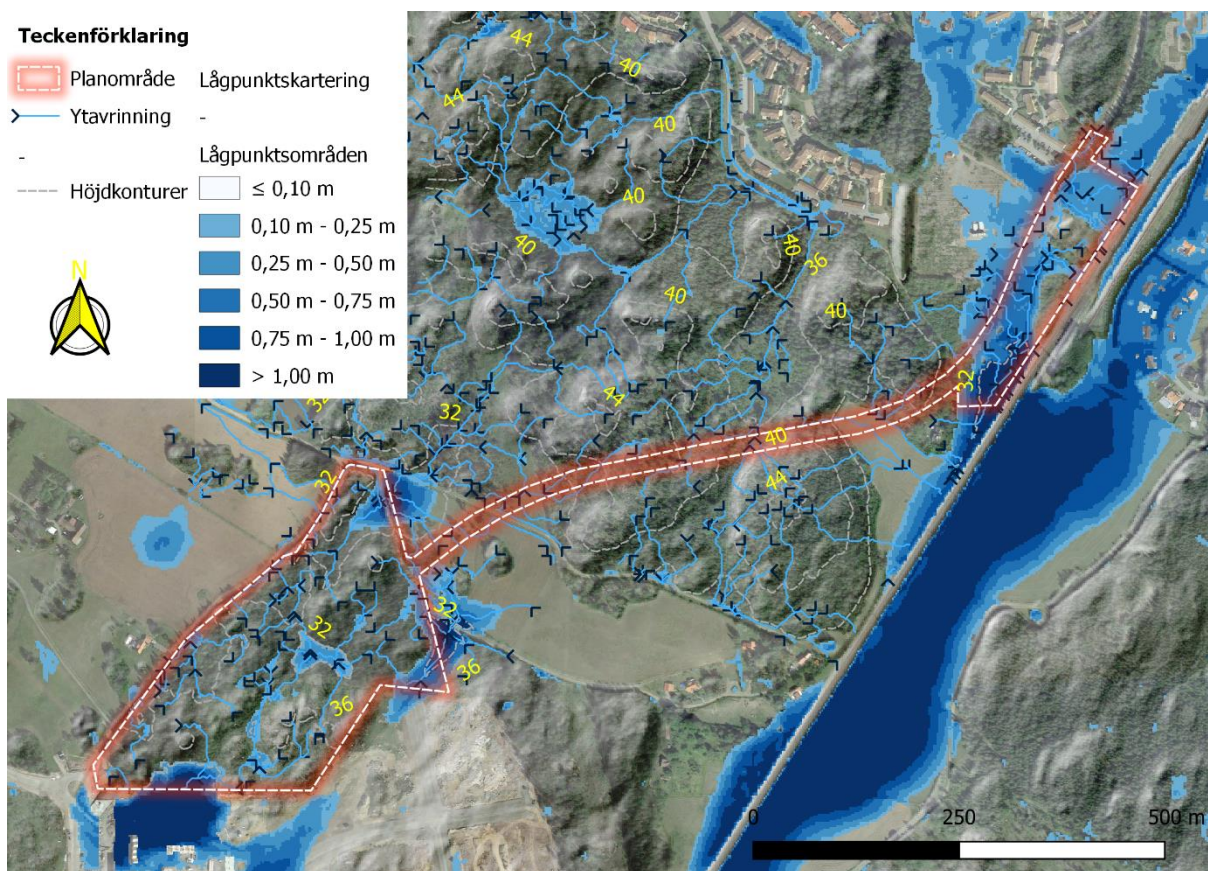 Teckenförklaring
Planområde
Ytavrinning
-
Höjdkonturer
Lågpunktskartering
-
Lågpunktsområden
≤ 0,10 m
0,10 m - 0,25 m
0,25 m - 0,50 m
0,50 m - 0,75 m
0,75 m - 1,00 m
> 1,00 m
N
44
40
44
40
40
40
40
36
40
40
44
32
32
32
40
32
44
32
32
32
36
36
0 250 500 m